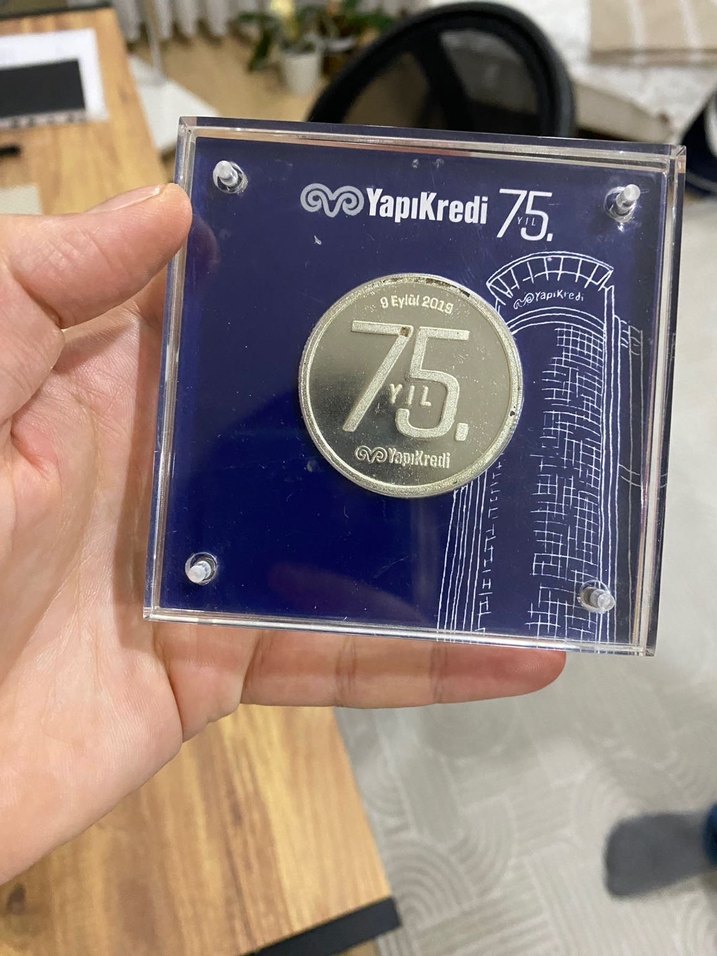 YapıKredi 75.
YIL
YapıKredi
9 Eylül 2019
75.
YIL
YapıKredi